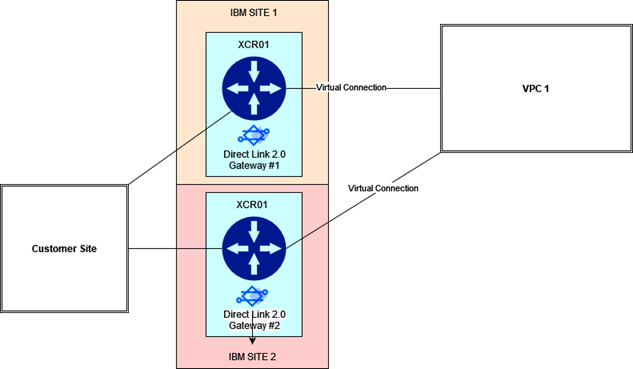 IBM SITE 1
XCR01
Direct Link 2.0
Gateway #1
Virtual Connection
VPC 1
Virtual Connection
XCR01
Customer Site
Direct Link 2.0
Gateway #2
IBM SITE 2